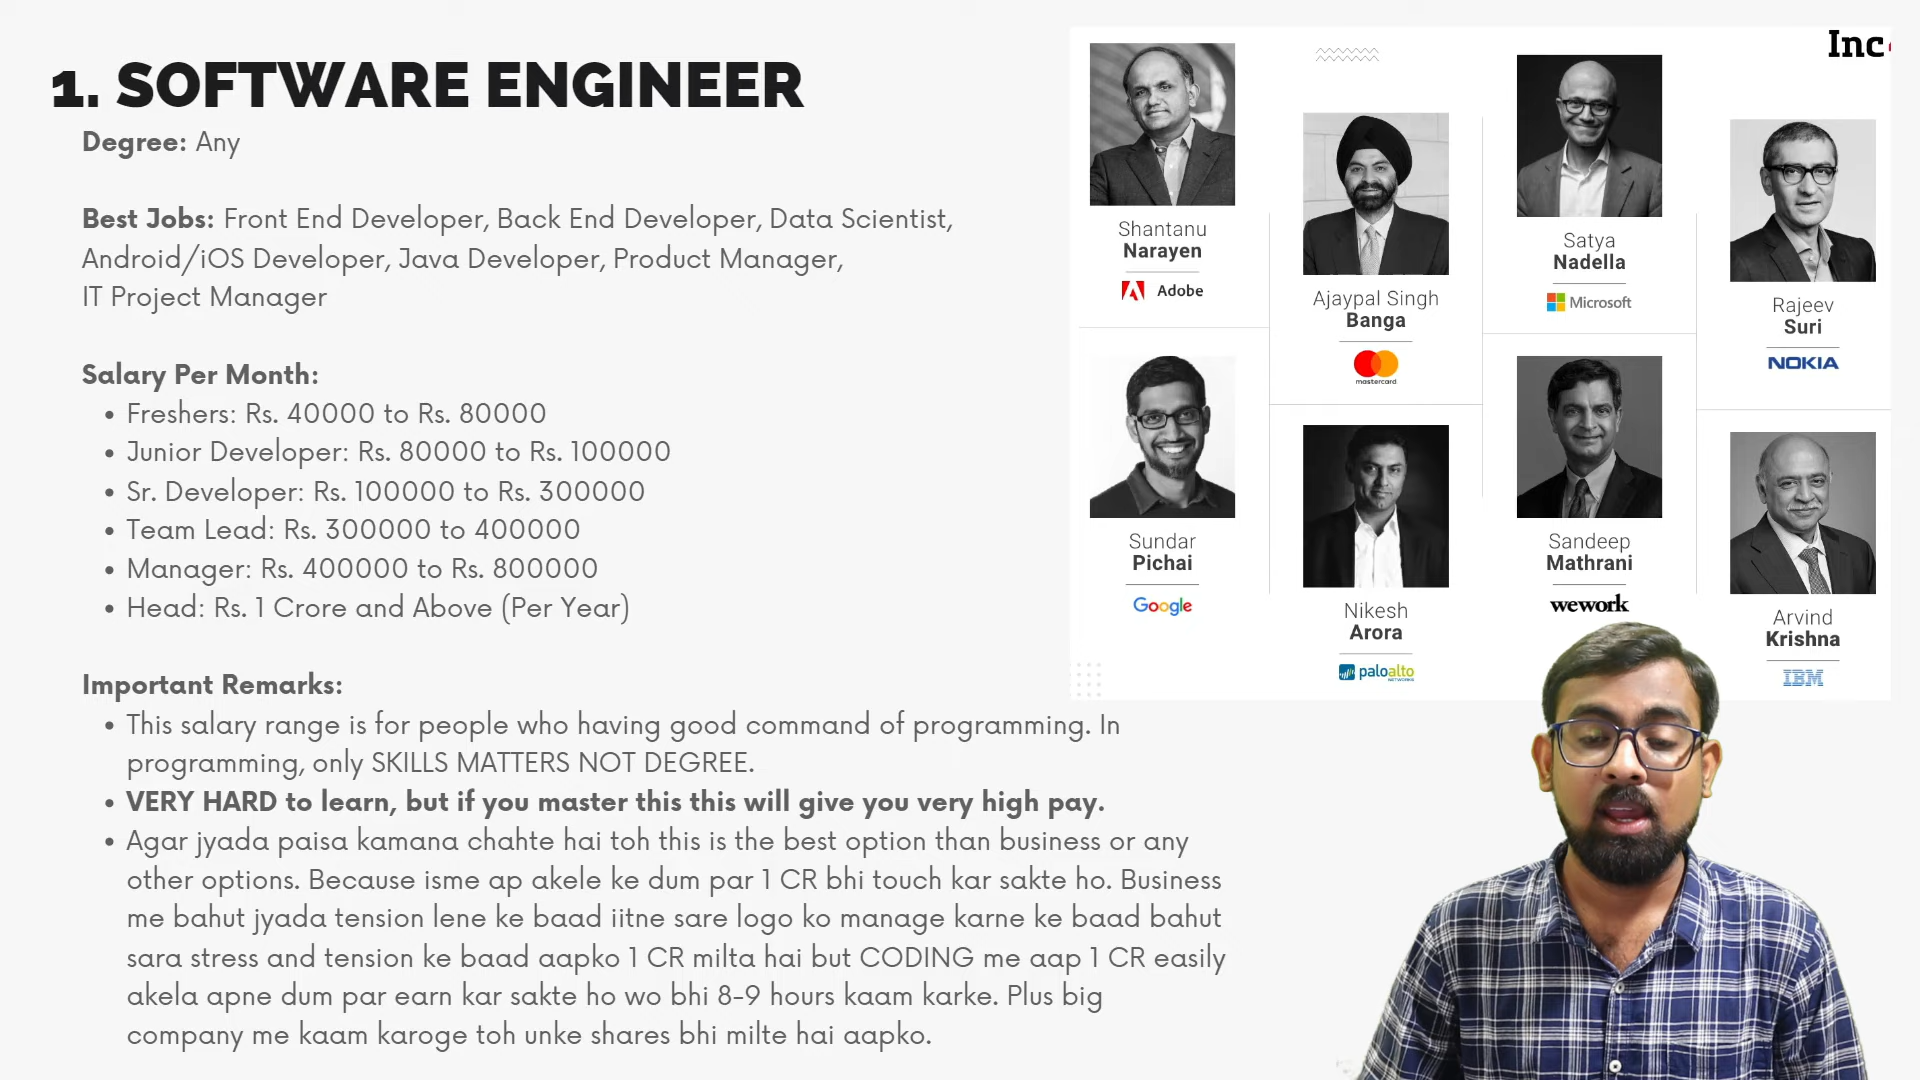 1. SOFTWARE ENGINEER
Degree: Any
Best Jobs: Front End Developer, Back End Developer, Data Scientist,
Android/iOS Developer, Java Developer, Product Manager,
IT Project Manager
Salary Per Month:
• Freshers: Rs. 40000 to Rs. 80000
• Junior Developer: Rs. 80000 to Rs. 100000
• Sr. Developer: Rs. 100000 to Rs. 300000
• Team Lead: Rs. 300000 to 400000
• Manager: Rs. 400000 to Rs. 800000
• Head: Rs. 1 Crore and Above (Per Year)
Important Remarks:
• This salary range is for people who having good command of programming. In
programming, only SKILLS MATTERS NOT DEGREE.
• VERY HARD to learn, but if you master this this will give you very high pay.
• Agar jyada paisa kamana chahte hai toh this is the best option than business or any
other options. Because isme ap akele ke dum par 1 CR bhi touch kar sakte ho. Business
me bahut jyada tension lene ke baad iitne sare logo ko manage karne ke baad bahut
sara stress and tension ke baad aapko 1 CR milta hai but CODING me aap 1 CR easily
akela apne dum par earn kar sakte ho wo bhi 8-9 hours kaam karke. Plus big
company me kaam karoge toh unke shares bhi milte hai aapko.
Inc
Shantanu
Narayen
Adobe
Ajaypal Singh
Banga
mastercard
Satya
Nadella
Microsoft
Rajeev
Suri
NOKIA
Sundar
Pichai
Google
Nikesh
Arora
paloalto
NETWORKS
Sandeep
Mathrani
wework
Arvind
Krishna
IBM